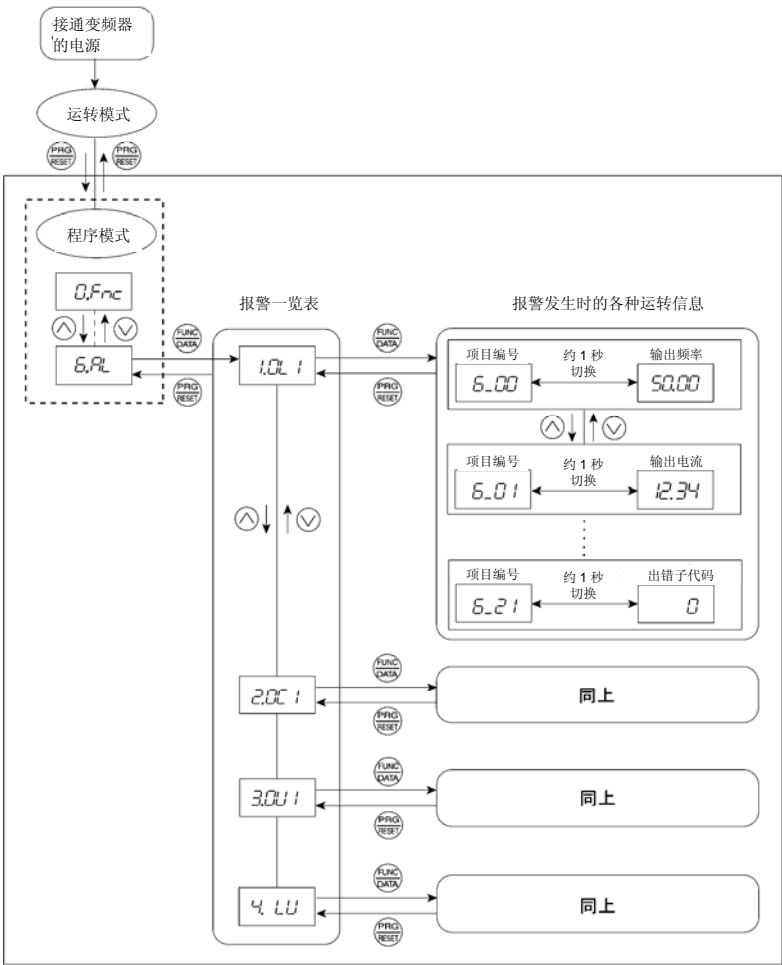 接通变频器
的电源
运转模式
PRG
RESET
PRG
RESET
程序模式
0.Fnc
6.AL
FUNC
DATA
PRG
RESET
报警一览表
1.0L1
FUNC
DATA
PRG
RESET
报警发生时的各种运转信息
项目编号
约 1 秒
切换
输出频率
6_00
50.00
项目编号
约 1 秒
切换
输出电流
6_01
12.34
项目编号
约 1 秒
切换
出错子代码
6_21
0
2.0C1
FUNC
DATA
PRG
RESET
同上
3.0U1
FUNC
DATA
PRG
RESET
同上
4. LU
FUNC
DATA
PRG
RESET
同上